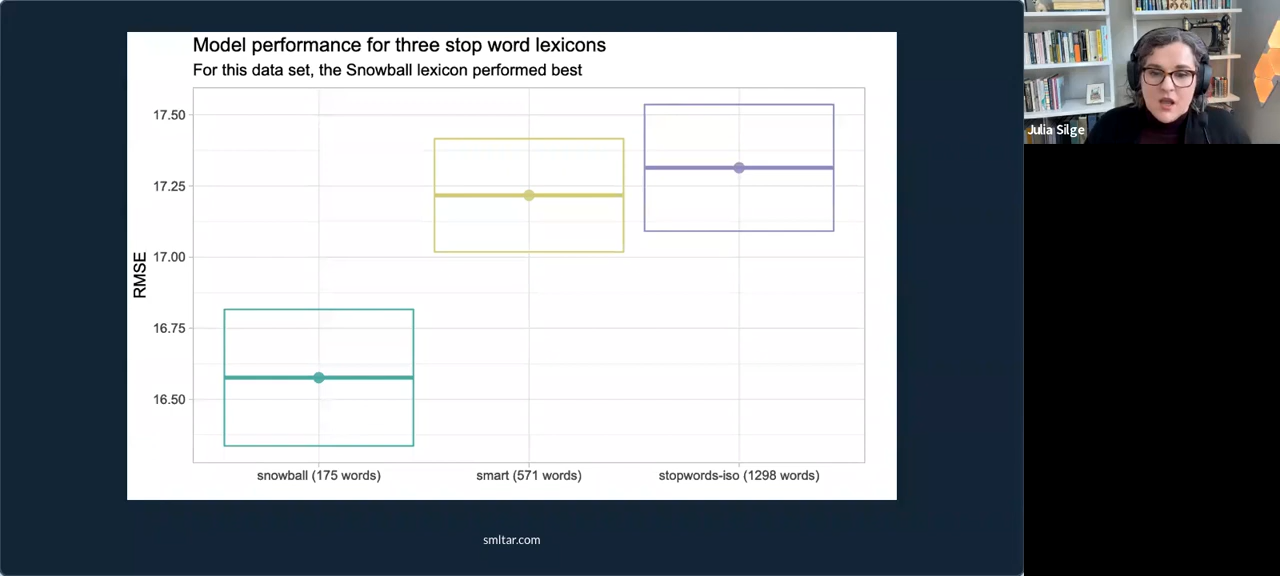 Model performance for three stop word lexicons
For this data set, the Snowball lexicon performed best
17.50
17.25
17.00
16.75
16.50
RMSE
snowball (175 words)
smart (571 words)
stopwords-iso (1298 words)
smltar.com
Julia Silge